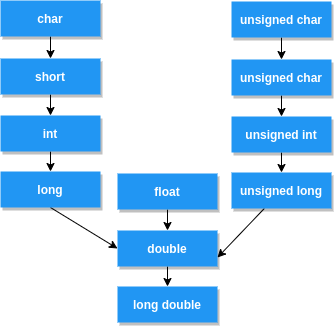 char
short
int
long
float
double
long double
unsigned char
unsigned char
unsigned int
unsigned long